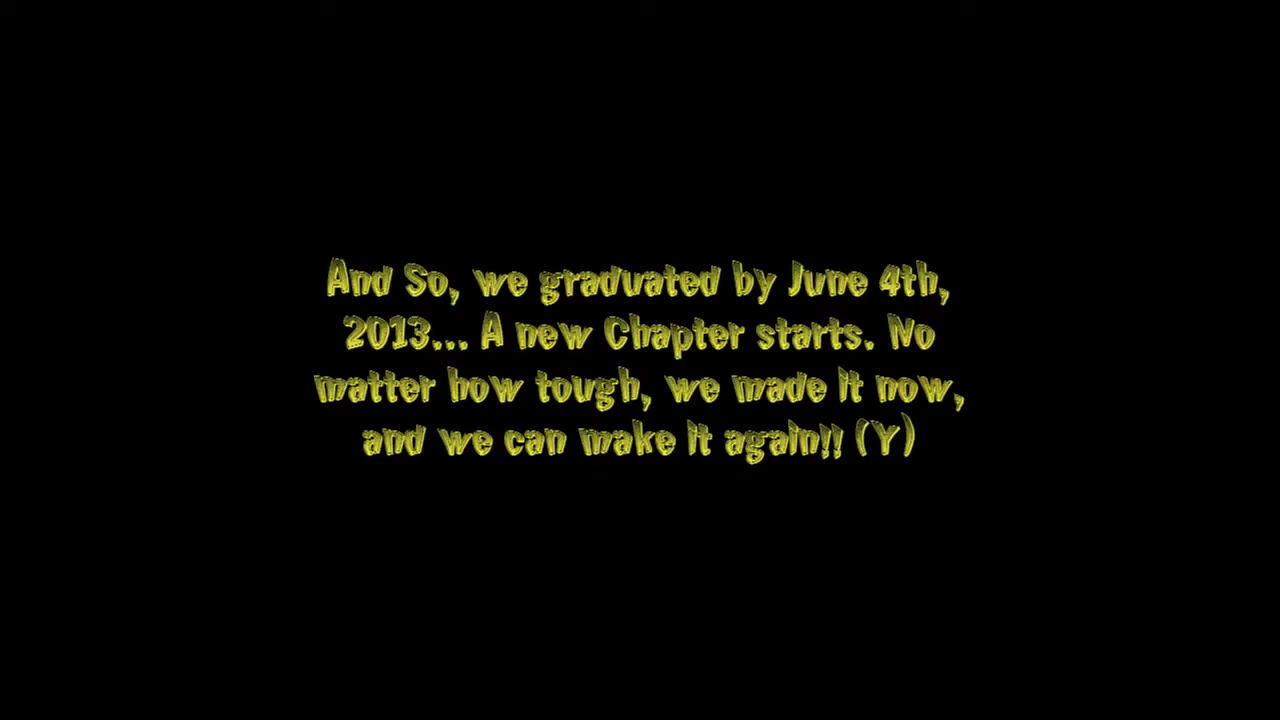 And So, we graduated by June 4th,
2013... A new Chapter starts. No
matter how tough, we made it now,
and we can make it again!! (Y)